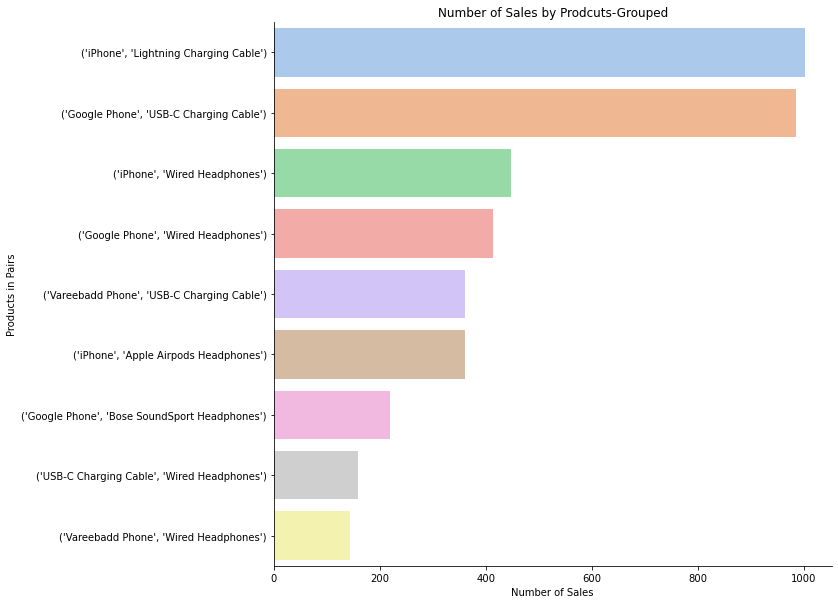 Number of Sales by Prodcuts-Grouped
Products in Pairs
('iPhone', 'Lightning Charging Cable')
('Google Phone', 'USB-C Charging Cable')
('iPhone', 'Wired Headphones')
('Google Phone', 'Wired Headphones')
('Vareebadd Phone', 'USB-C Charging Cable')
('iPhone', 'Apple Airpods Headphones')
('Google Phone', 'Bose SoundSport Headphones')
('USB-C Charging Cable', 'Wired Headphones')
('Vareebadd Phone', 'Wired Headphones')
0 200 400 600 800 1000
Number of Sales